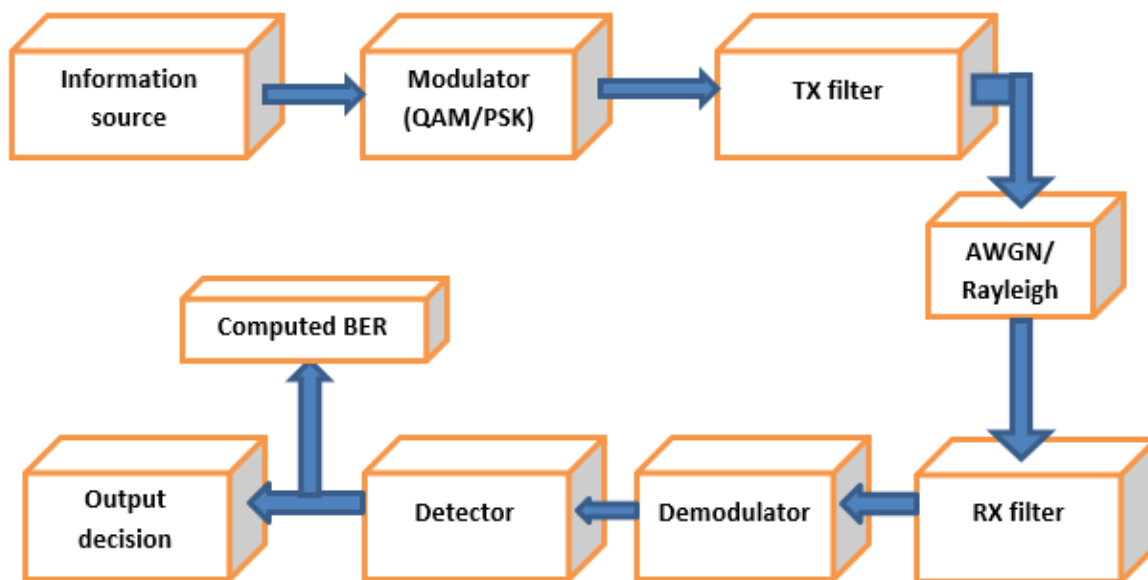 Information
source
Modulator
(QAM/PSK)
TX filter
AWGN/
Rayleigh
Computed BER
Output
decision
Detector
Demodulator
RX filter